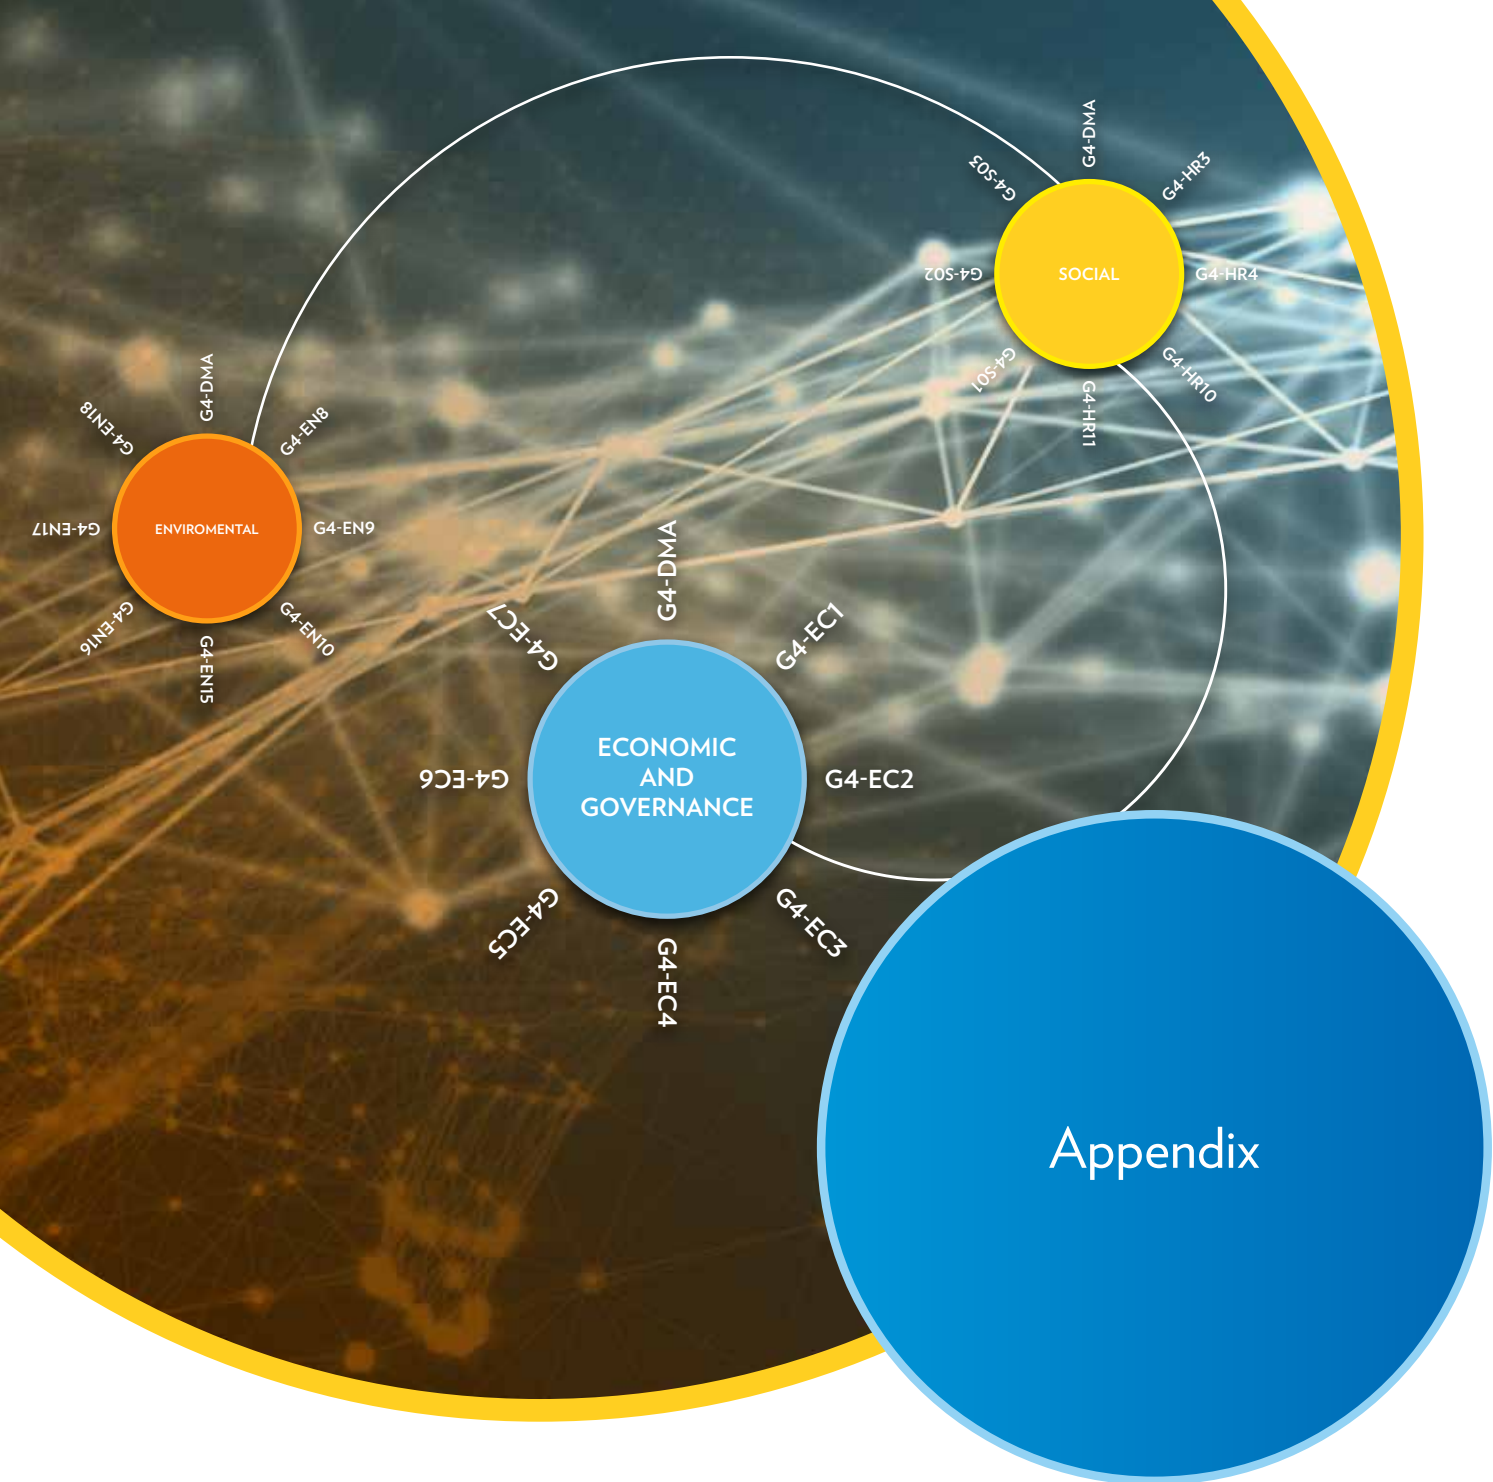 G4-DMA
G4-HR3
G4-HR4
G4-HR10
G4-HR11
G4-SO1
G4-SO2
G4-SO3
SOCIAL
G4-DMA
G4-EN8
G4-EN9
G4-EN10
G4-EN15
G4-EN16
G4-EN17
G4-EN18
ENVIROMENTAL
G4-DMA
G4-EC1
G4-EC2
G4-EC3
G4-EC4
G4-EC5
G4-EC6
G4-EC7
ECONOMIC
AND
GOVERNANCE
Appendix